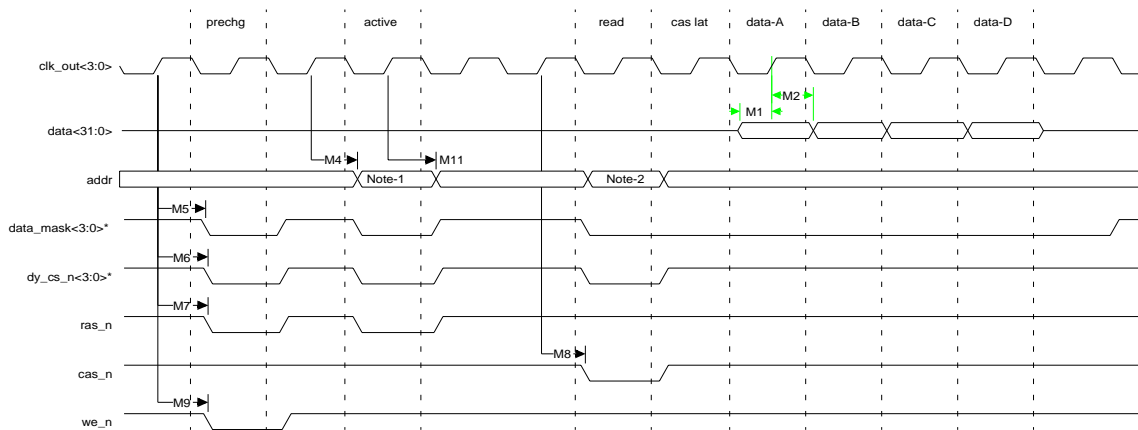 prechg active read cas lat data-A data-B data-C data-D
clk_out<3:0>
M2
M1
data<31:0>
M4 M11
addr Note-1 Note-2
M5
data_mask<3:0>*
M6
dy_cs_n<3:0>*
M7
ras_n
M8
cas_n
M9
we_n